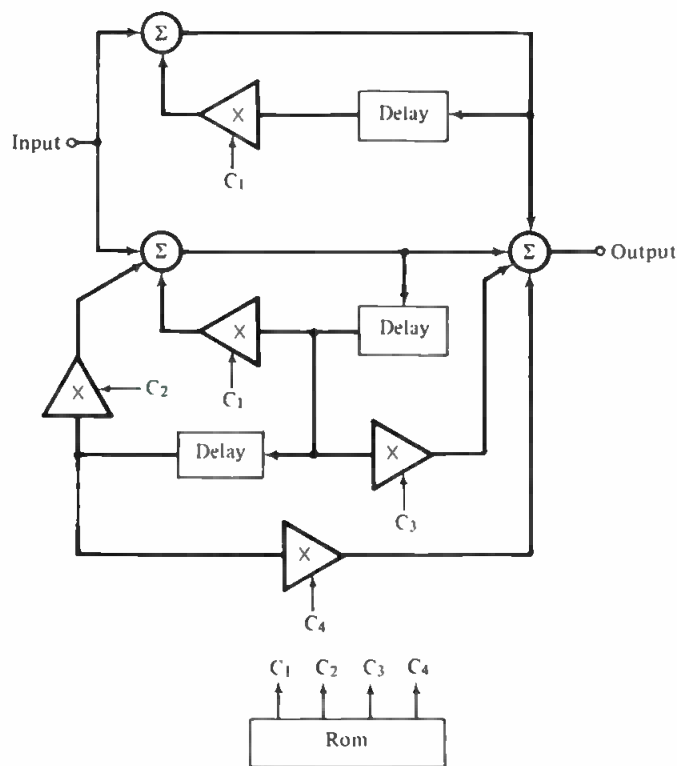 Σ
X
Delay
Input
C1
Σ
Σ
Output
X
Delay
X
C2
C1
Delay
X
C3
X
C4
C1 C2 C3 C4
Rom